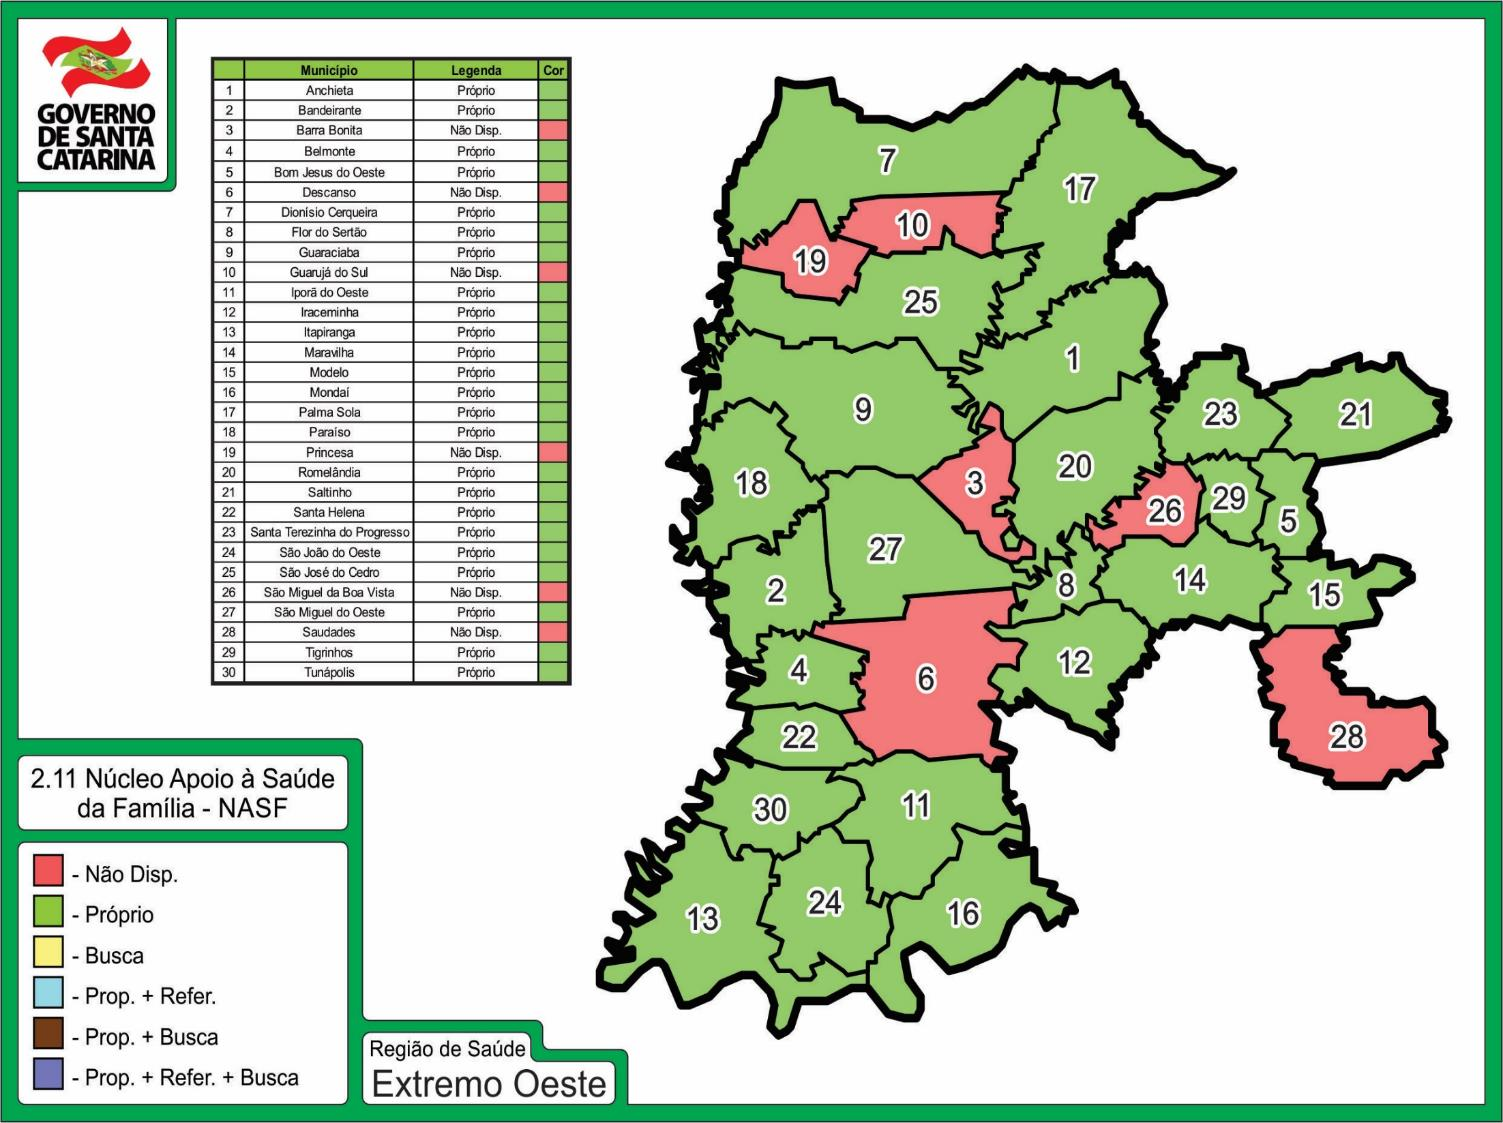 GOVERNO
DE SANTA
CATARINA
Município Legenda Cor
1 Anchieta Próprio
2 Bandeirante Próprio
3 Barra Bonita Não Disp.
4 Belmonte Próprio
5 Bom Jesus do Oeste Próprio
6 Descanso Não Disp.
7 Dionísio Cerqueira Próprio
8 Flor do Sertão Próprio
9 Guaraciaba Próprio
10 Guarujá do Sul Não Disp.
11 Iporã do Oeste Próprio
12 Iraceminha Próprio
13 Itapiranga Próprio
14 Maravilha Próprio
15 Modelo Próprio
16 Mondaí Próprio
17 Palma Sola Próprio
18 Paraíso Próprio
19 Princesa Não Disp.
20 Romelândia Próprio
21 Saltinho Próprio
22 Santa Helena Próprio
23 Santa Terezinha do Progresso Próprio
24 São João do Oeste Próprio
25 São José do Cedro Próprio
26 São Miguel da Boa Vista Não Disp.
27 São Miguel do Oeste Próprio
28 Saudades Não Disp.
29 Tigrinhos Próprio
30 Tunápolis Próprio
7
17
10
19
25
1
9
23
21
20
3
18
29
26
5
27
14
8
2
15
12
4
6
22
28
30
11
24
16
13
2.11 Núcleo Apoio à Saúde
da Família - NASF
- Não Disp.
- Próprio
- Busca
- Prop. + Refer.
- Prop. + Busca
- Prop. + Refer. + Busca
Região de Saúde
Extremo Oeste